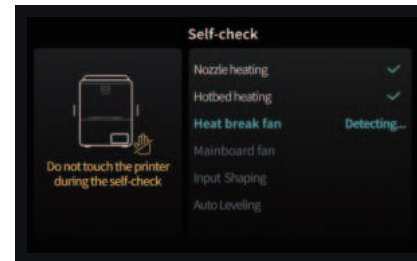 Self-check
Do not touch the printer
during the self-check
Nozzle heating
Hotbed heating
Heat break fan Detecting...
Mainboard fan
Input Shaping
Auto Leveling